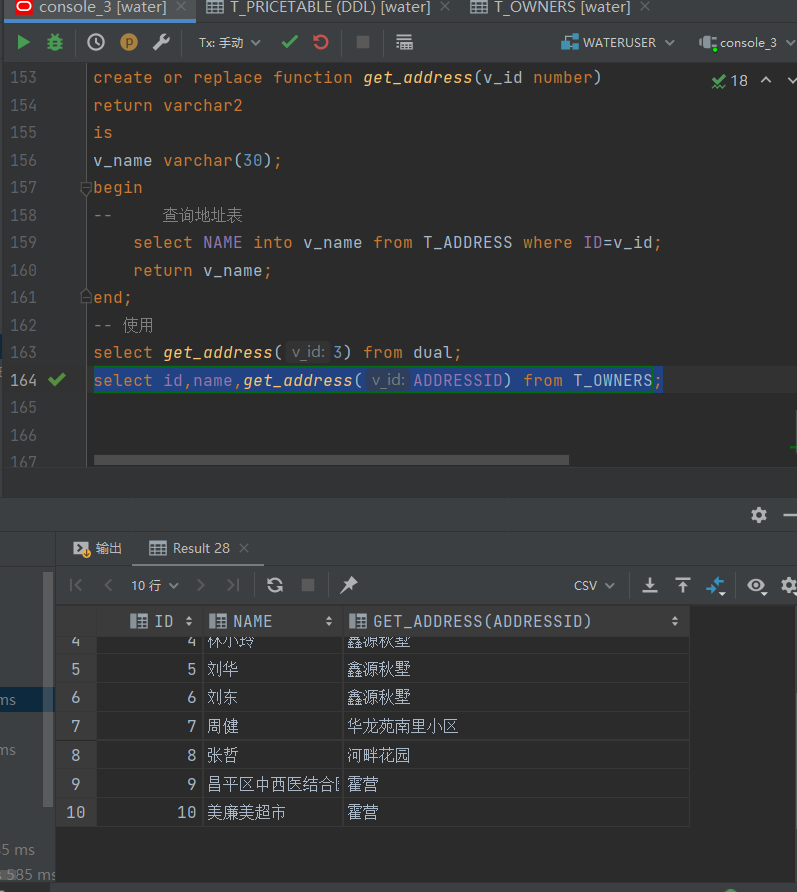 console_3 [water] T_PRICETABLE (DDL) [water] T_OWNERS [water]
Tx: 手动 WATERUSER console_3
153 create or replace function get_address(v_id number) 18
154 return varchar2
155 is
156 v_name varchar(30);
157 begin
158 -- 查询地址表
159 select NAME into v_name from T_ADDRESS where ID=v_id;
160 return v_name;
161 end;
162 -- 使用
163 select get_address( v_id: 3) from dual;
164 select id,name,get_address( v_id: ADDRESSID) from T_OWNERS;
165
166
167
输出 Result 28
10 行 CSV
ID NAME GET_ADDRESS(ADDRESSID)
4 4 林小玲 鑫源秋墅
5 5 刘华 鑫源秋墅
6 6 刘东 鑫源秋墅
7 7 周健 华龙苑南里小区
8 8 张哲 河畔花园
9 9 昌平区中西医结合 霍营
10 10 美廉美超市 霍营
ms
ms
5 ms
585 ms